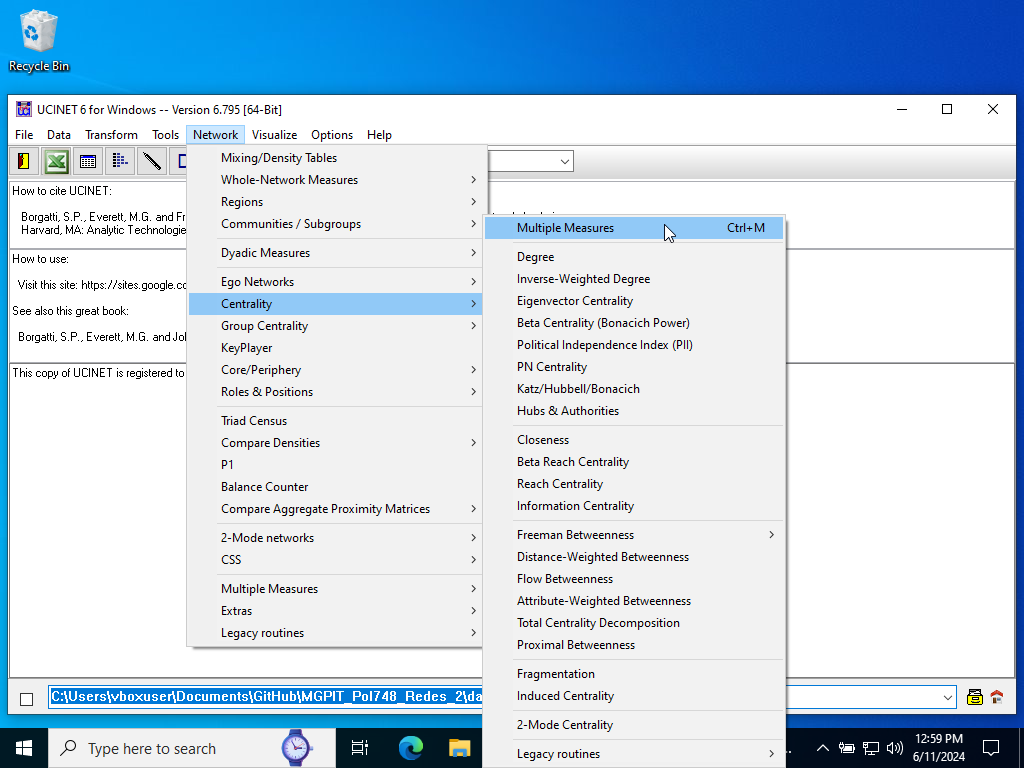 Recycle Bin
UCINET 6 for Windows -- Version 6.795 [64-Bit]
File Data Transform Tools Network Visualize Options Help
How to cite UCINET:
Borgatti, S.P., Everett, M.G. and Fr
Harvard, MA: Analytic Technologie
How to use:
Visit this site: https://sites.google.co
See also this great book:
Borgatti, S.P., Everett, M.G. and Jol
This copy of UCINET is registered to
Mixing/Density Tables
Whole-Network Measures
Regions
Communities / Subgroups
Dyadic Measures
Ego Networks
Centrality
Group Centrality
KeyPlayer
Core/Periphery
Roles & Positions
Triad Census
Compare Densities
P1
Balance Counter
Compare Aggregate Proximity Matrices
2-Mode networks
CSS
Multiple Measures
Extras
Legacy routines
Multiple Measures Ctrl+M
Degree
Inverse-Weighted Degree
Eigenvector Centrality
Beta Centrality (Bonacich Power)
Political Independence Index (PII)
PN Centrality
Katz/Hubbell/Bonacich
Hubs & Authorities
Closeness
Beta Reach Centrality
Reach Centrality
Information Centrality
Freeman Betweenness
Distance-Weighted Betweenness
Flow Betweenness
Attribute-Weighted Betweenness
Total Centrality Decomposition
Proximal Betweenness
Fragmentation
Induced Centrality
2-Mode Centrality
Legacy routines
C:\Users\vboxuser\Documents\GitHub\MGPIT_Pol748_Redes_2\da
Type here to search
12:59 PM
6/11/2024